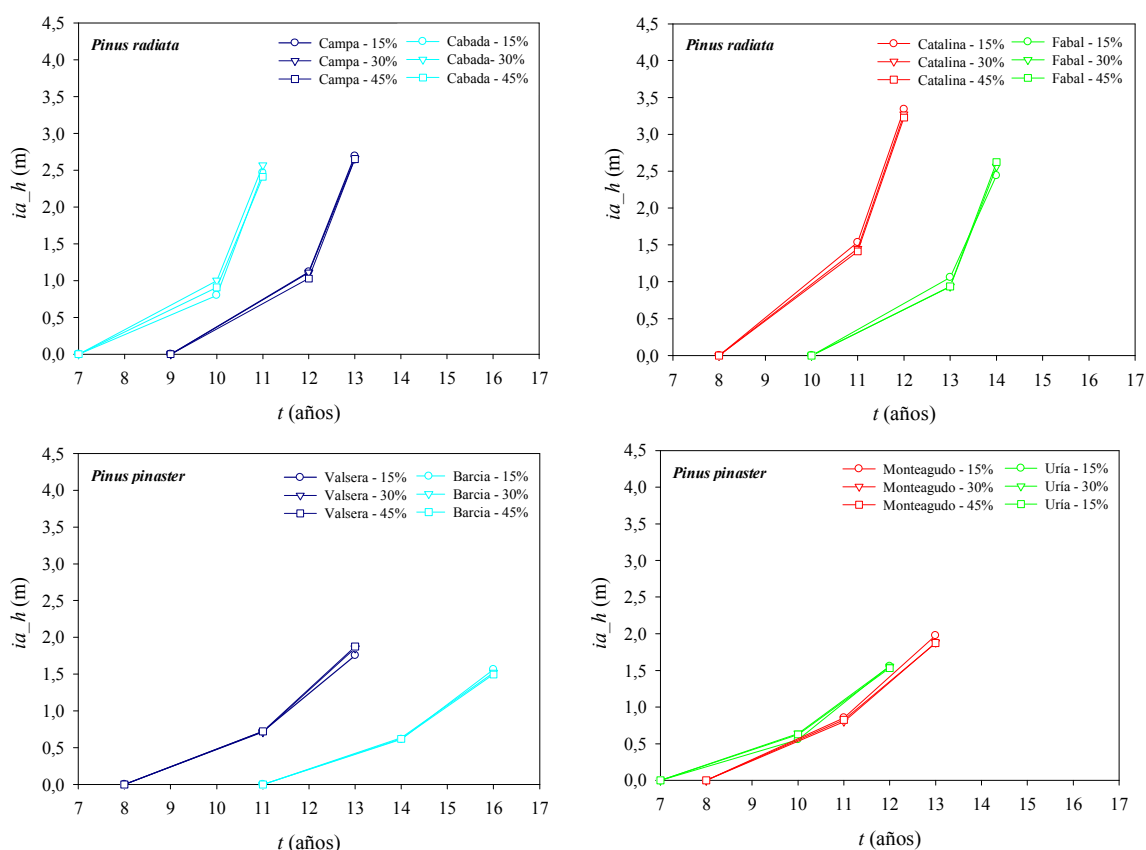 4,5
4,0
3,5
3,0
2,5
2,0
1,5
1,0
0,5
0,0
ia_h (m)
Pinus radiata
Campa - 15%
Campa - 30%
Campa - 45%
Cabada - 15%
Cabada- 30%
Cabada - 45%
7 8 9 10 11 12 13 14 15 16 17
t (años)
4,5
4,0
3,5
3,0
2,5
2,0
1,5
1,0
0,5
0,0
ia_h (m)
Pinus radiata
Catalina - 15%
Catalina - 30%
Catalina - 45%
Fabal - 15%
Fabal - 30%
Fabal - 45%
7 8 9 10 11 12 13 14 15 16 17
t (años)
4,5
4,0
3,5
3,0
2,5
2,0
1,5
1,0
0,5
0,0
ia_h (m)
Pinus pinaster
Valsera - 15%
Valsera - 30%
Valsera - 45%
Barcia - 15%
Barcia - 30%
Barcia - 45%
7 8 9 10 11 12 13 14 15 16 17
t (años)
4,5
4,0
3,5
3,0
2,5
2,0
1,5
1,0
0,5
0,0
ia_h (m)
Pinus pinaster
Monteagudo - 15%
Monteagudo - 30%
Monteagudo - 45%
Uría - 15%
Uría - 30%
Uría - 15%
7 8 9 10 11 12 13 14 15 16 17
t (años)